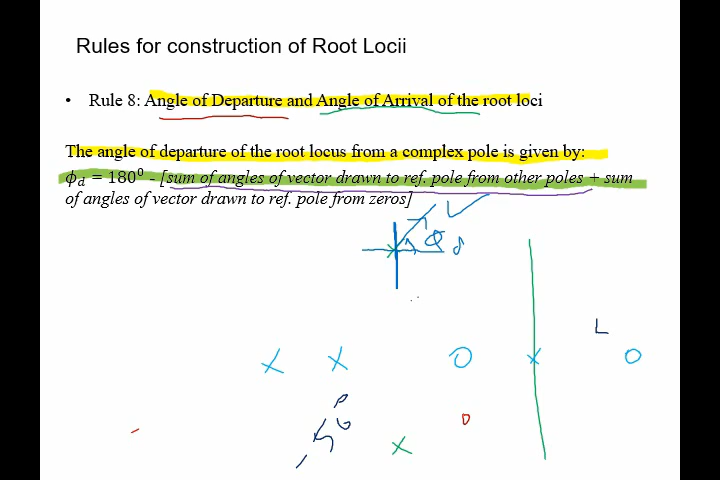 Rules for construction of Root Locii
• Rule 8: Angle of Departure and Angle of Arrival of the root loci
The angle of departure of the root locus from a complex pole is given by:
ϕd = 180⁰ - [sum of angles of vector drawn to ref. pole from other poles + sum
of angles of vector drawn to ref. pole from zeros]
ϕ d
L
X X O X O
P
X